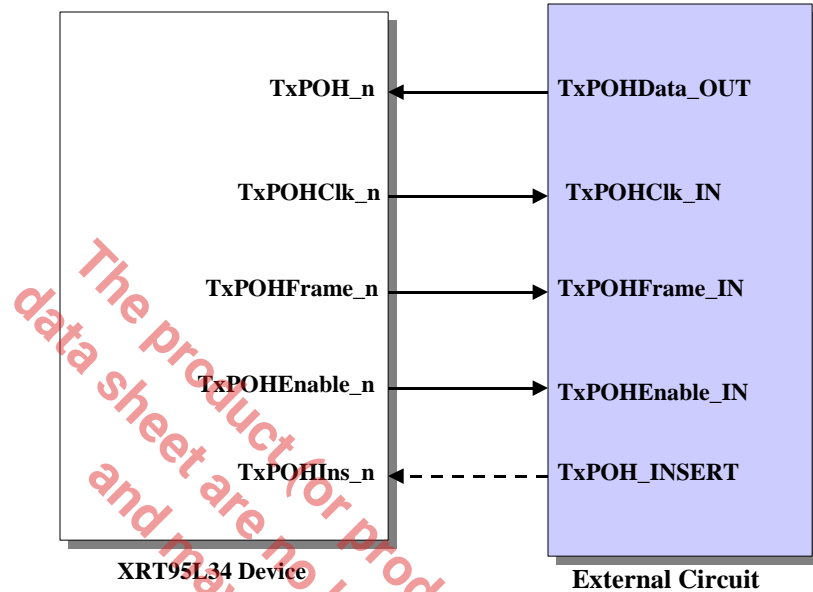 TxPOH_n
TxPOHData_OUT
TxPOHClk_n
TxPOHClk_IN
TxPOHFrame_n
TxPOHFrame_IN
TxPOHEnable_n
TxPOHEnable_IN
TxPOHIns_n
TxPOH_INSERT
XRT95L34 Device
External Circuit
The product (or prod
data sheet are no
and may